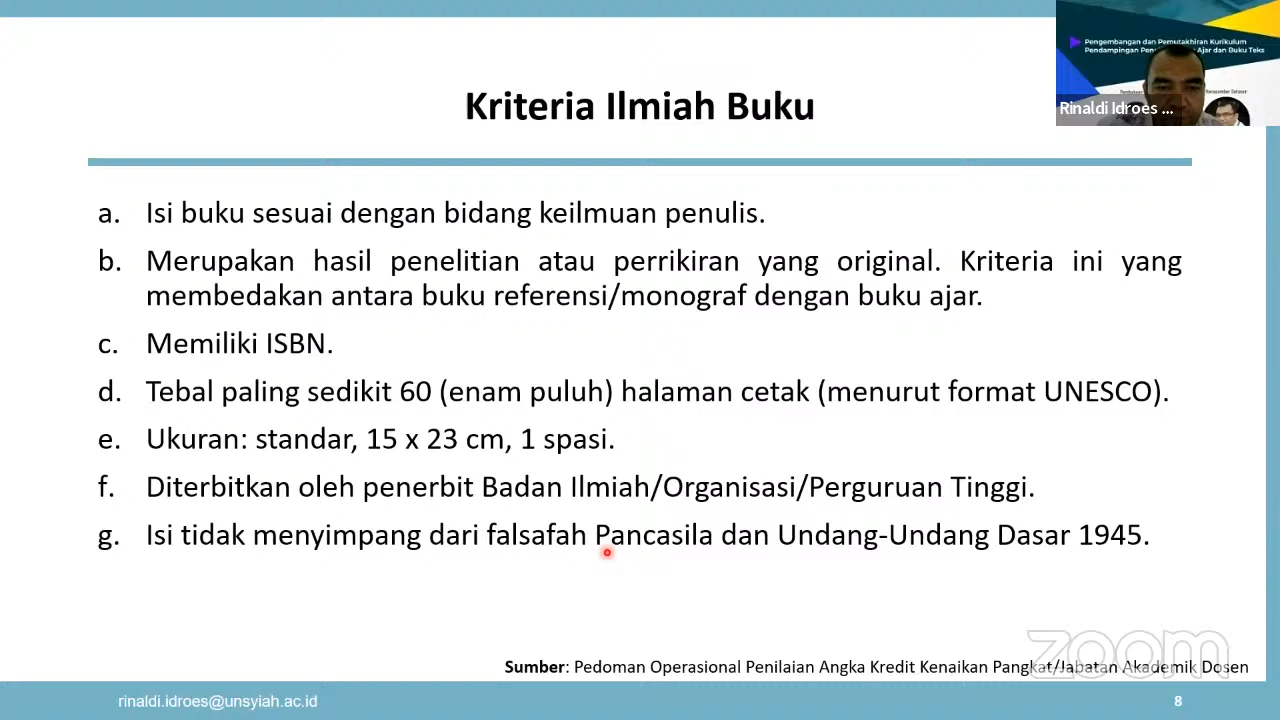 Pengembangan dan Pemutakhiran Kurikulum
Pendampingan Ajar dan Buku Teks
Rinaldi Idroes ...
Kriteria Ilmiah Buku
a. Isi buku sesuai dengan bidang keilmuan penulis.
b. Merupakan hasil penelitian atau perrikiran yang original. Kriteria ini yang
membedakan antara buku referensi/monograf dengan buku ajar.
c. Memiliki ISBN.
d. Tebal paling sedikit 60 (enam puluh) halaman cetak (menurut format UNESCO).
e. Ukuran: standar, 15 x 23 cm, 1 spasi.
f. Diterbitkan oleh penerbit Badan Ilmiah/Organisasi/Perguruan Tinggi.
g. Isi tidak menyimpang dari falsafah Pancasila dan Undang-Undang Dasar 1945.
zoom
Sumber: Pedoman Operasional Penilaian Angka Kredit Kenaikan Pangkat/Jabatan Akademik Dosen
rinaldi.idroes@unsyiah.ac.id
8